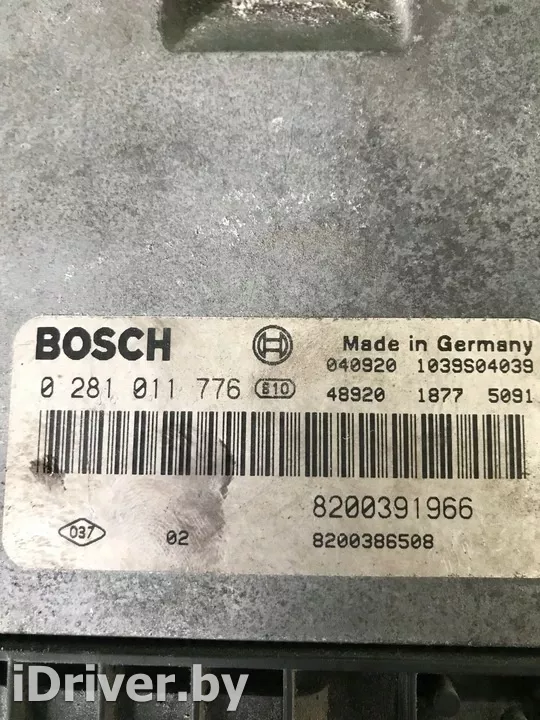 BOSCH
Made in Germany
040920 1039S04039
0 281 011 776 S10
48920 1877 5091
8200391966
037 02 8200386508
iDriver.by